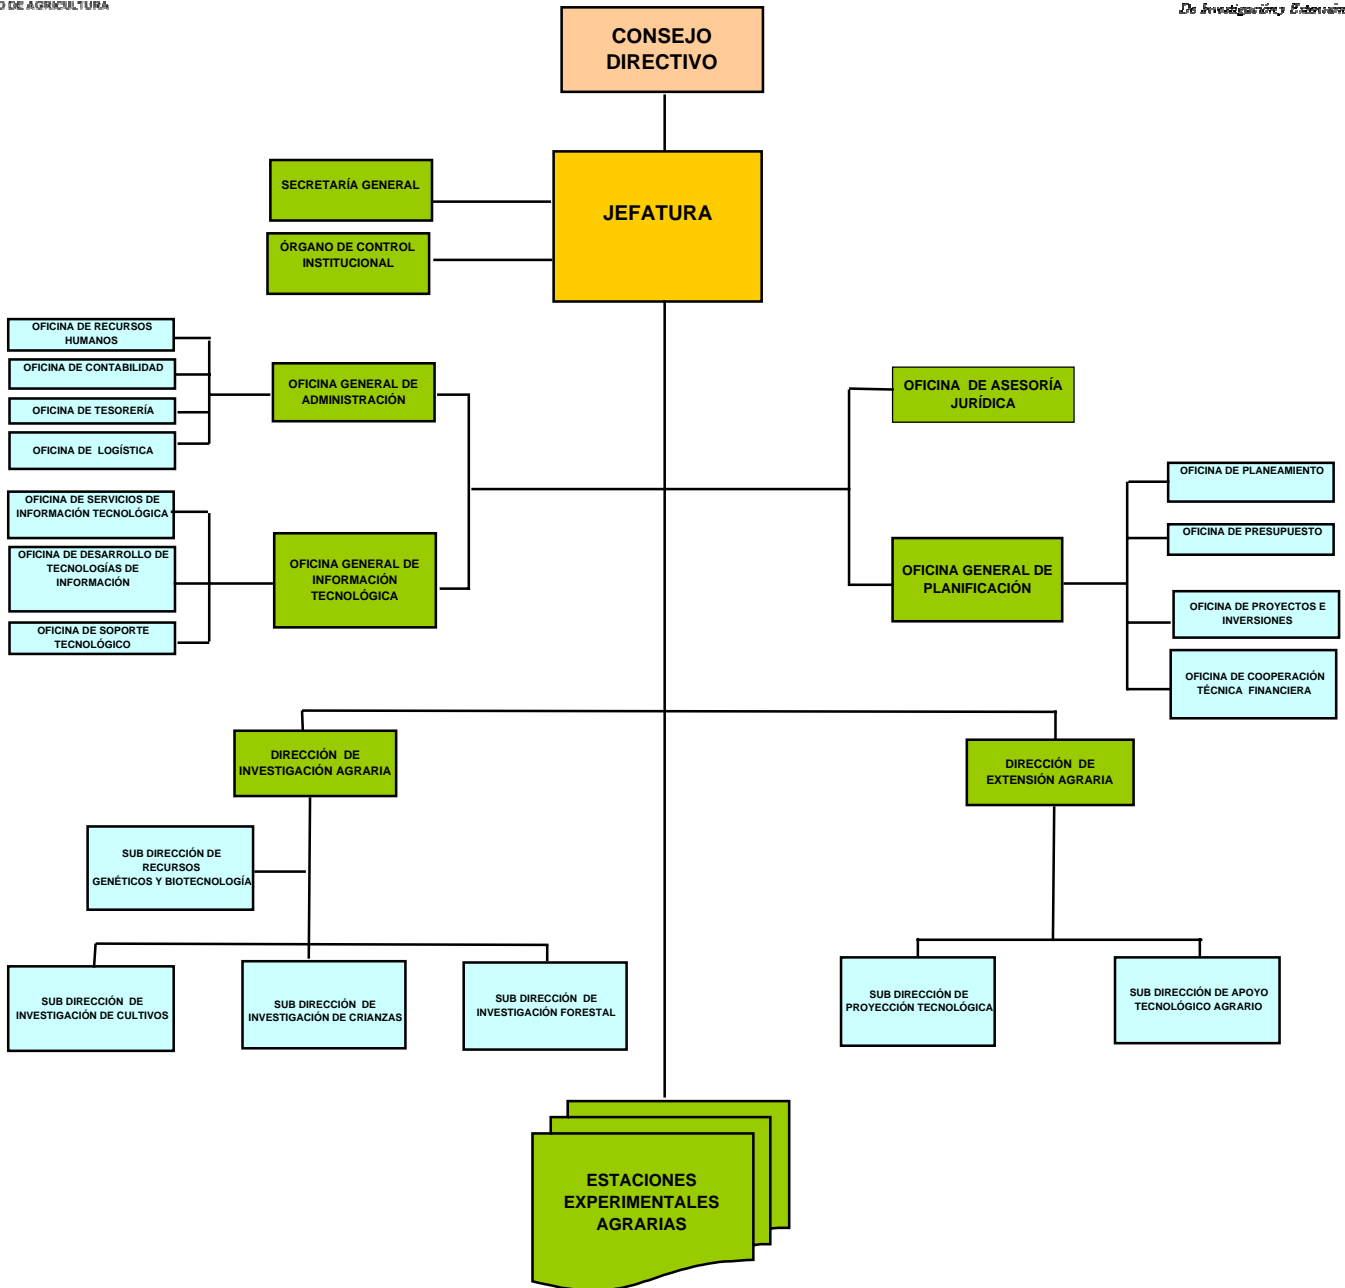 DE AGRICULTURA
De Investigación y Extensión
CONSEJO
DIRECTIVO
SECRETARÍA GENERAL
JEFATURA
ÓRGANO DE CONTROL
INSTITUCIONAL
OFICINA DE RECURSOS
HUMANOS
OFICINA DE CONTABILIDAD
OFICINA DE TESORERÍA
OFICINA DE LOGÍSTICA
OFICINA GENERAL DE
ADMINISTRACIÓN
OFICINA DE ASESORÍA
JURÍDICA
OFICINA DE SERVICIOS DE
INFORMACIÓN TECNOLÓGICA
OFICINA DE DESARROLLO DE
TECNOLOGÍAS DE
INFORMACIÓN
OFICINA DE SOPORTE
TECNOLÓGICO
OFICINA GENERAL DE
INFORMACIÓN
TECNOLÓGICA
OFICINA GENERAL DE
PLANIFICACIÓN
OFICINA DE PLANEAMIENTO
OFICINA DE PRESUPUESTO
OFICINA DE PROYECTOS E
INVERSIONES
OFICINA DE COOPERACIÓN
TÉCNICA FINANCIERA
DIRECCIÓN DE
INVESTIGACIÓN AGRARIA
DIRECCIÓN DE
EXTENSIÓN AGRARIA
SUB DIRECCIÓN DE
RECURSOS
GENÉTICOS Y BIOTECNOLOGÍA
SUB DIRECCIÓN DE
INVESTIGACIÓN DE CULTIVOS
SUB DIRECCIÓN DE
INVESTIGACIÓN DE CRIANZAS
SUB DIRECCIÓN DE
INVESTIGACIÓN FORESTAL
SUB DIRECCIÓN DE
PROYECCIÓN TECNOLÓGICA
SUB DIRECCIÓN DE APOYO
TECNOLÓGICO AGRARIO
ESTACIONES
EXPERIMENTALES
AGRARIAS